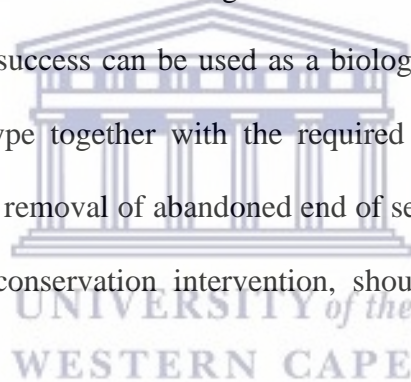 success can be used as a biolog
ype together with the required
removal of abandoned end of se
conservation intervention, shou
UNIVERSITY of the
WESTERN CAPE